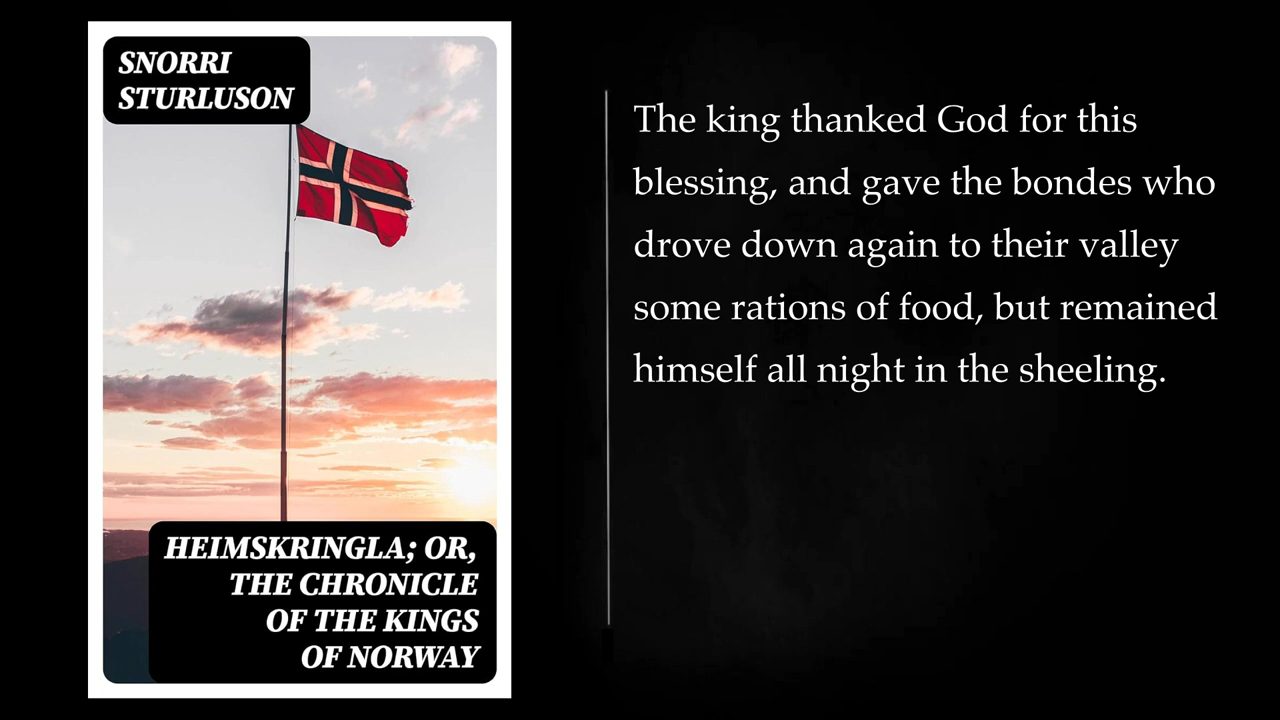 SNORRI
STURLUSON
HEIMSKRINGLA; OR,
THE CHRONICLE
OF THE KINGS
OF NORWAY
The king thanked God for this
blessing, and gave the bondes who
drove down again to their valley
some rations of food, but remained
himself all night in the sheeling.